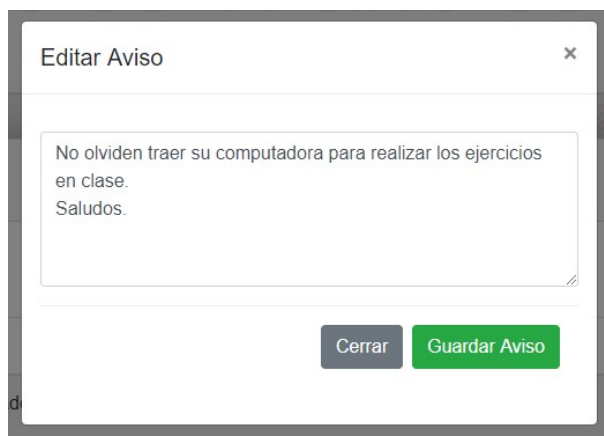 Editar Aviso
×
No olviden traer su computadora para realizar los ejercicios
en clase.
Saludos.
Cerrar
Guardar Aviso